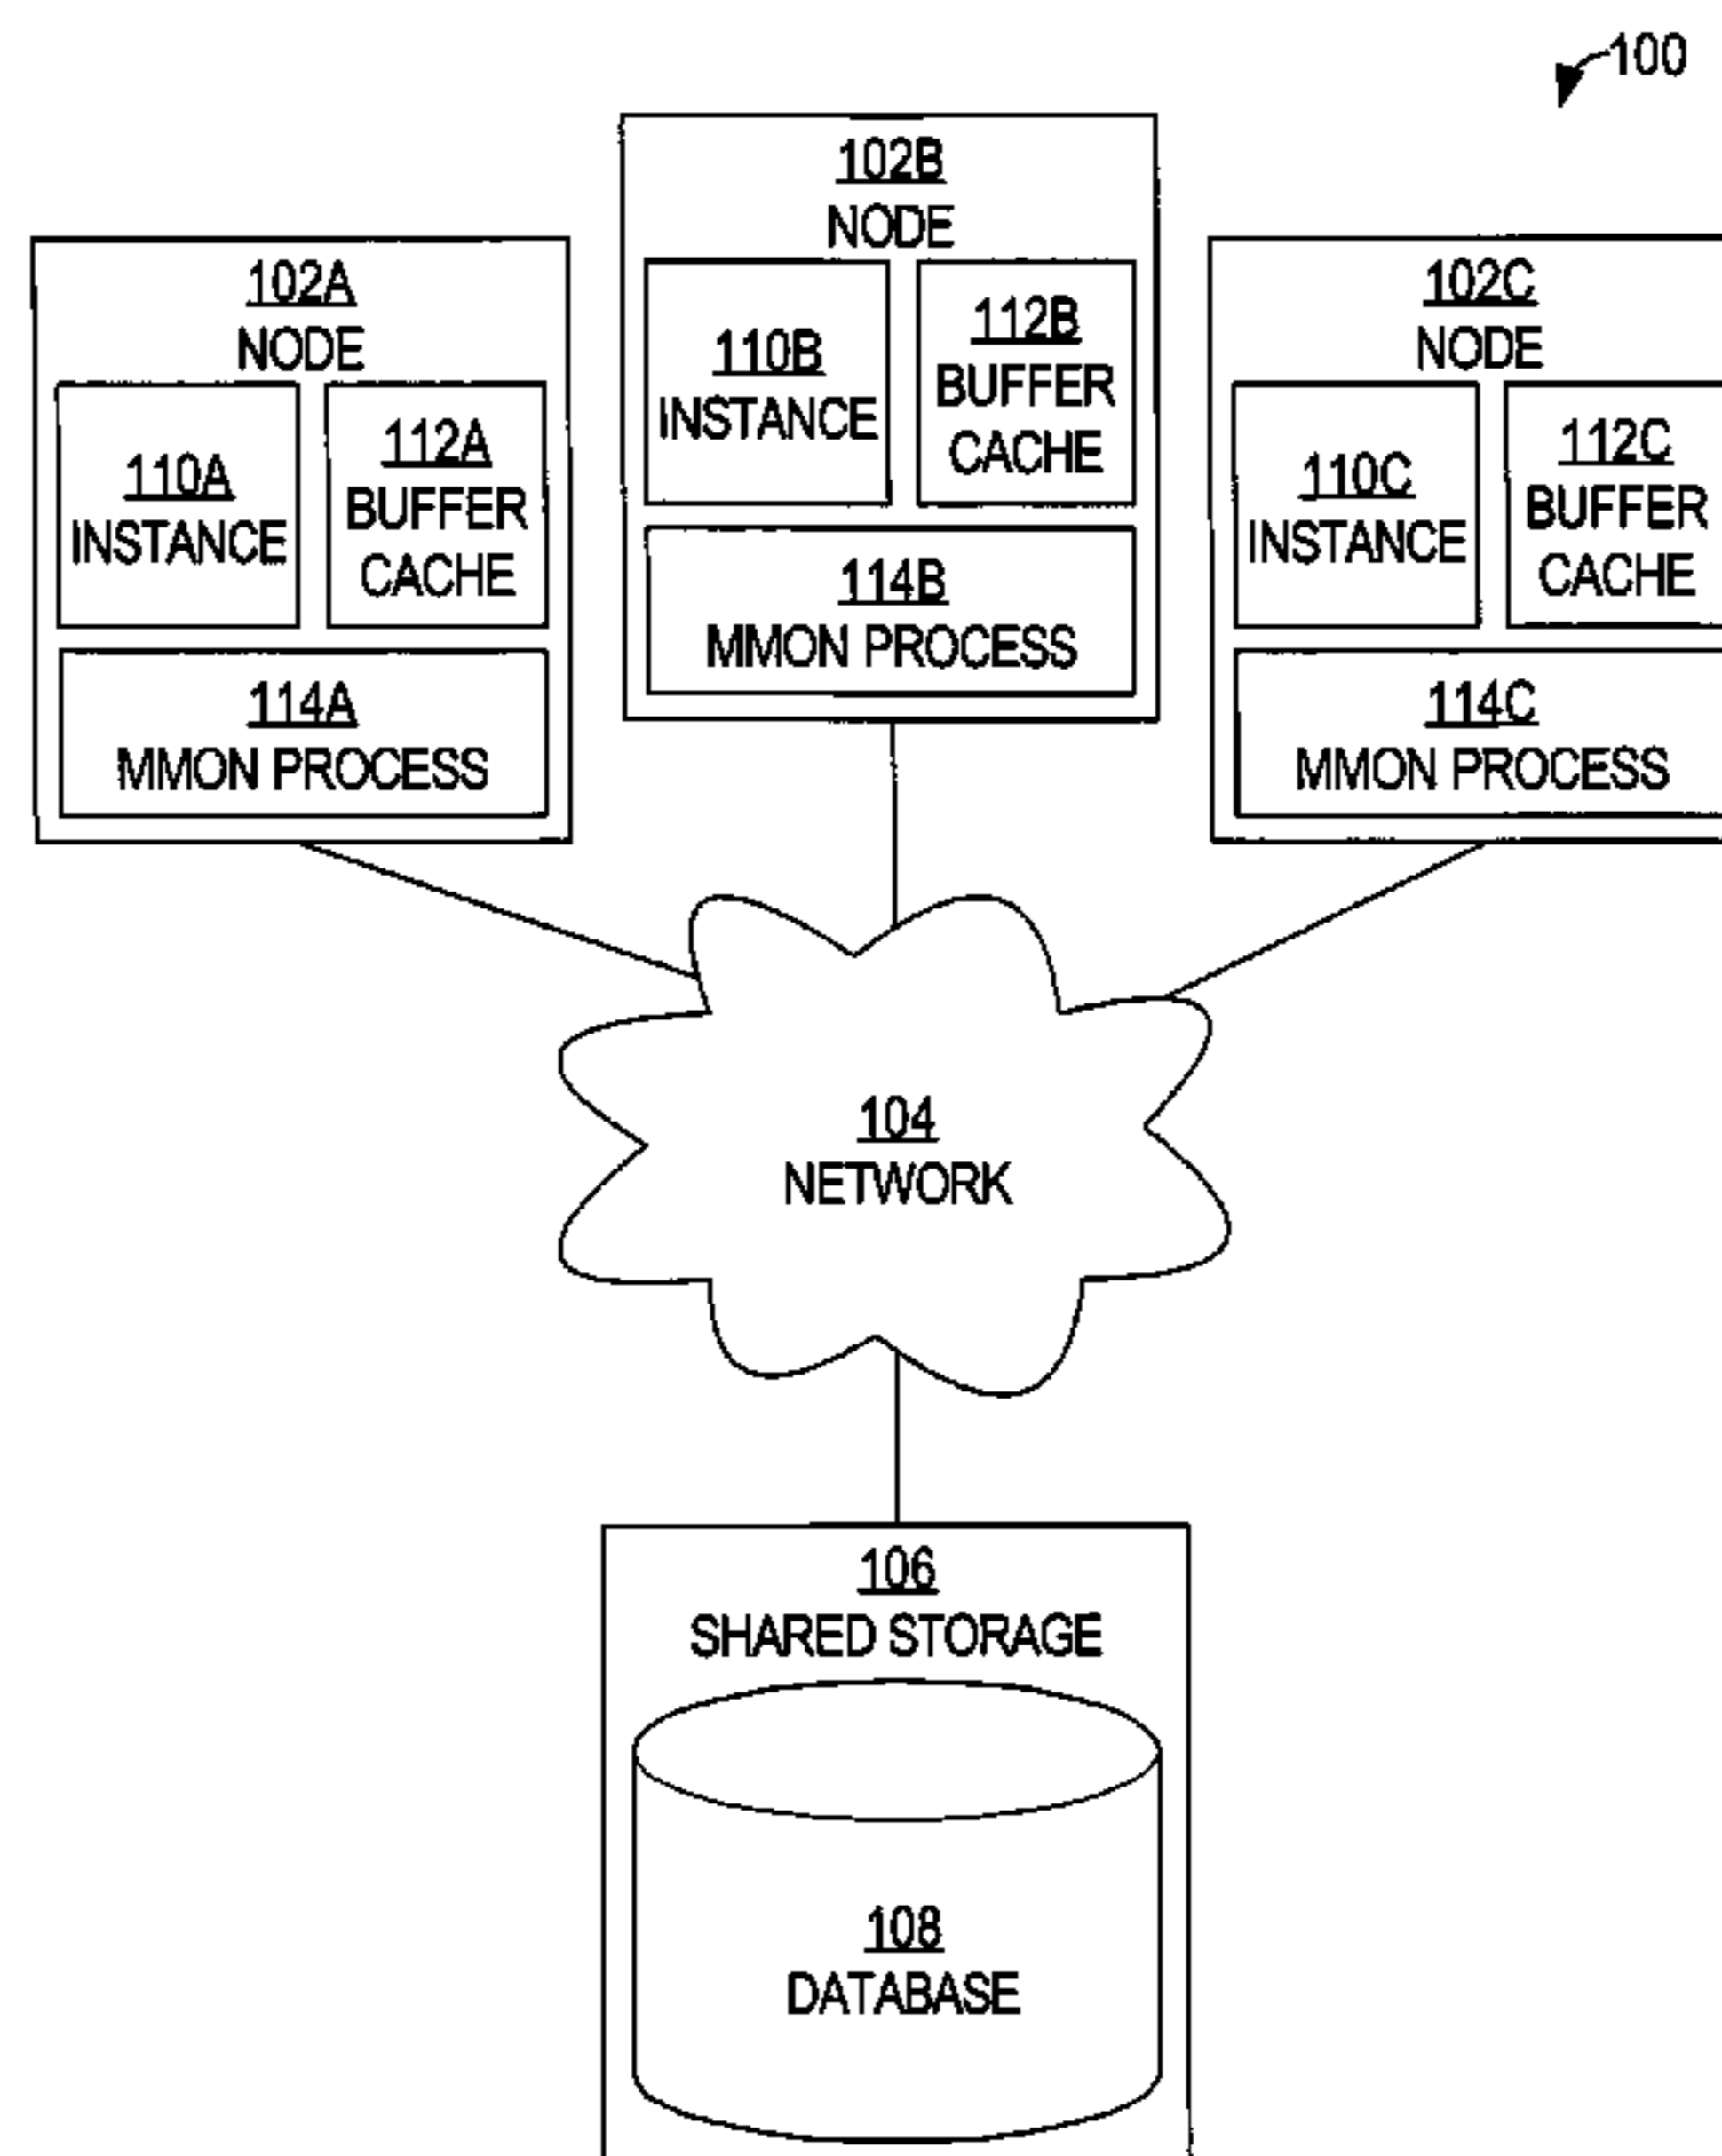 100
102A
NODE
110A
INSTANCE
112A
BUFFER
CACHE
114A
MMON PROCESS
102B
NODE
110B
INSTANCE
112B
BUFFER
CACHE
114B
MMON PROCESS
102C
NODE
110C
INSTANCE
112C
BUFFER
CACHE
114C
MMON PROCESS
104
NETWORK
106
SHARED STORAGE
108
DATABASE